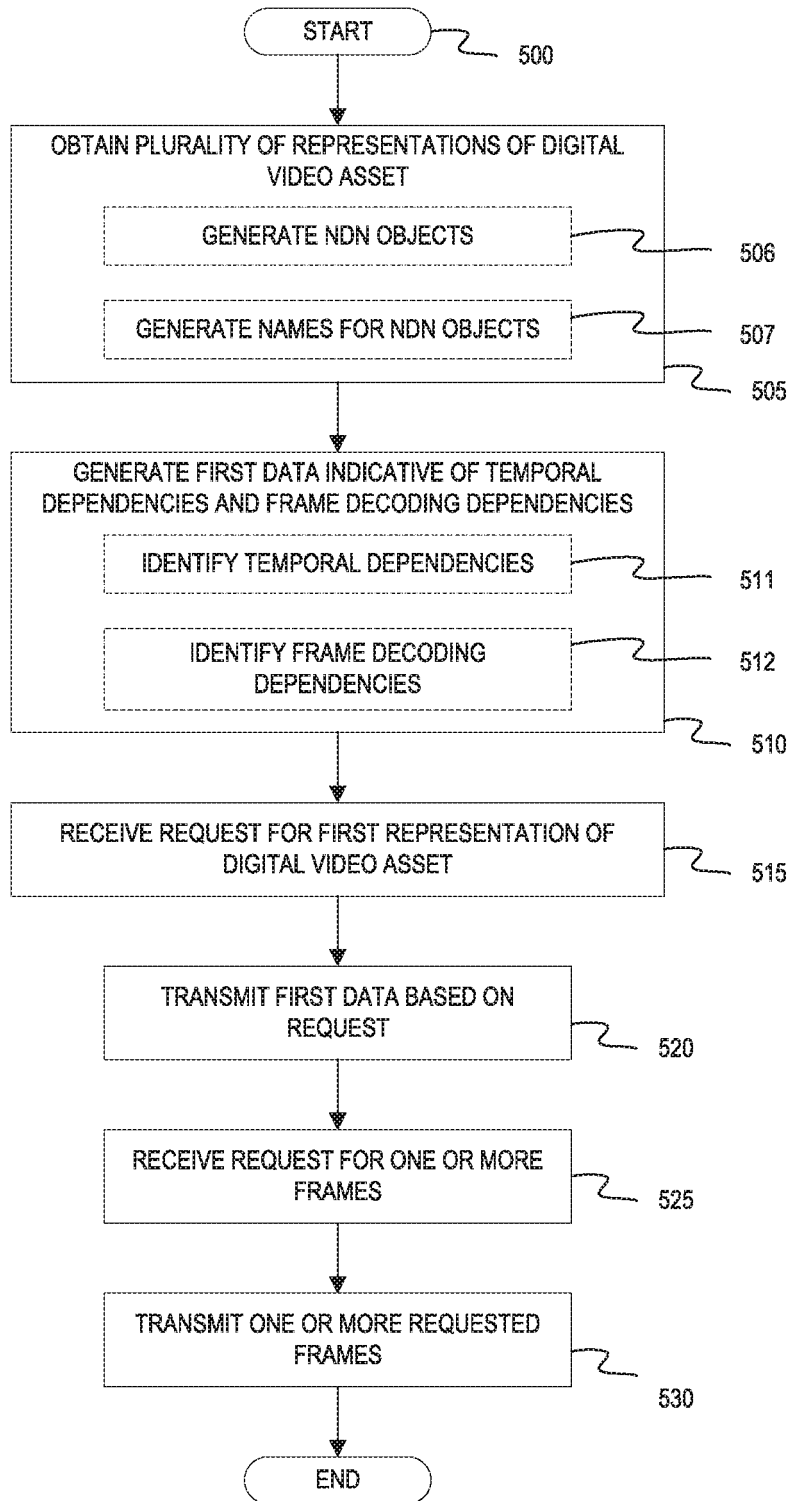 START
500
OBTAIN PLURALITY OF REPRESENTATIONS OF DIGITAL
VIDEO ASSET
GENERATE NDN OBJECTS
506
GENERATE NAMES FOR NDN OBJECTS
507
505
GENERATE FIRST DATA INDICATIVE OF TEMPORAL
DEPENDENCIES AND FRAME DECODING DEPENDENCIES
IDENTIFY TEMPORAL DEPENDENCIES
511
IDENTIFY FRAME DECODING
DEPENDENCIES
512
510
RECEIVE REQUEST FOR FIRST REPRESENTATION OF
DIGITAL VIDEO ASSET
515
TRANSMIT FIRST DATA BASED ON
REQUEST
520
RECEIVE REQUEST FOR ONE OR MORE
FRAMES
525
TRANSMIT ONE OR MORE REQUESTED
FRAMES
530
END